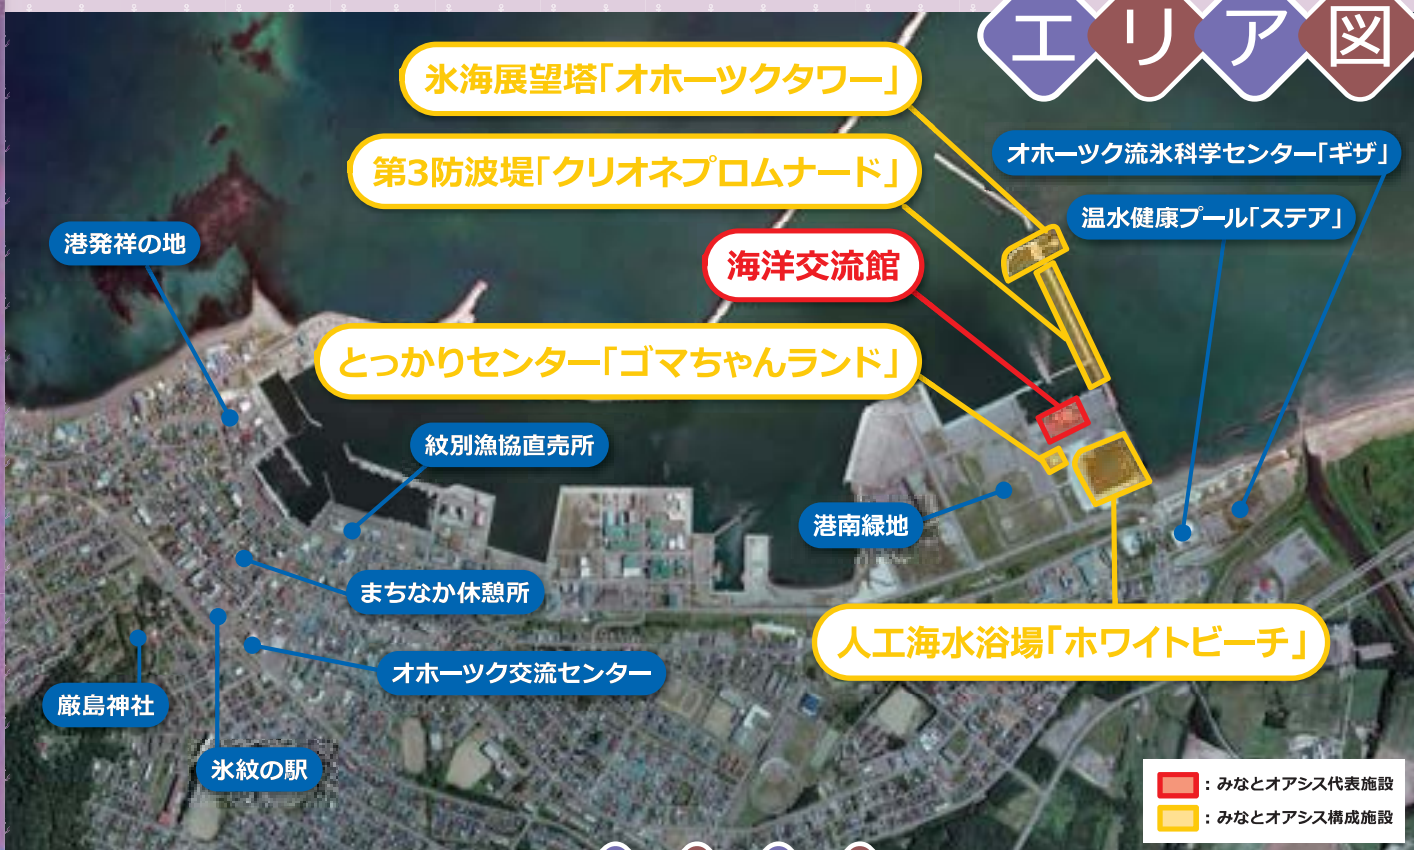 エリア図
氷海展望塔「オホーツクタワー」
第3防波堤「クリオネプロムナード」
オホーツク流氷科学センター「ギザ」
温水健康プール「ステア」
港発祥の地
海洋交流館
とっかりセンター「ゴマちゃんランド」
紋別漁協直売所
港南緑地
まちなか休憩所
人工海水浴場「ホワイトビーチ」
オホーツク交流センター
厳島神社
氷紋の駅
：みなとオアシス代表施設
：みなとオアシス構成施設